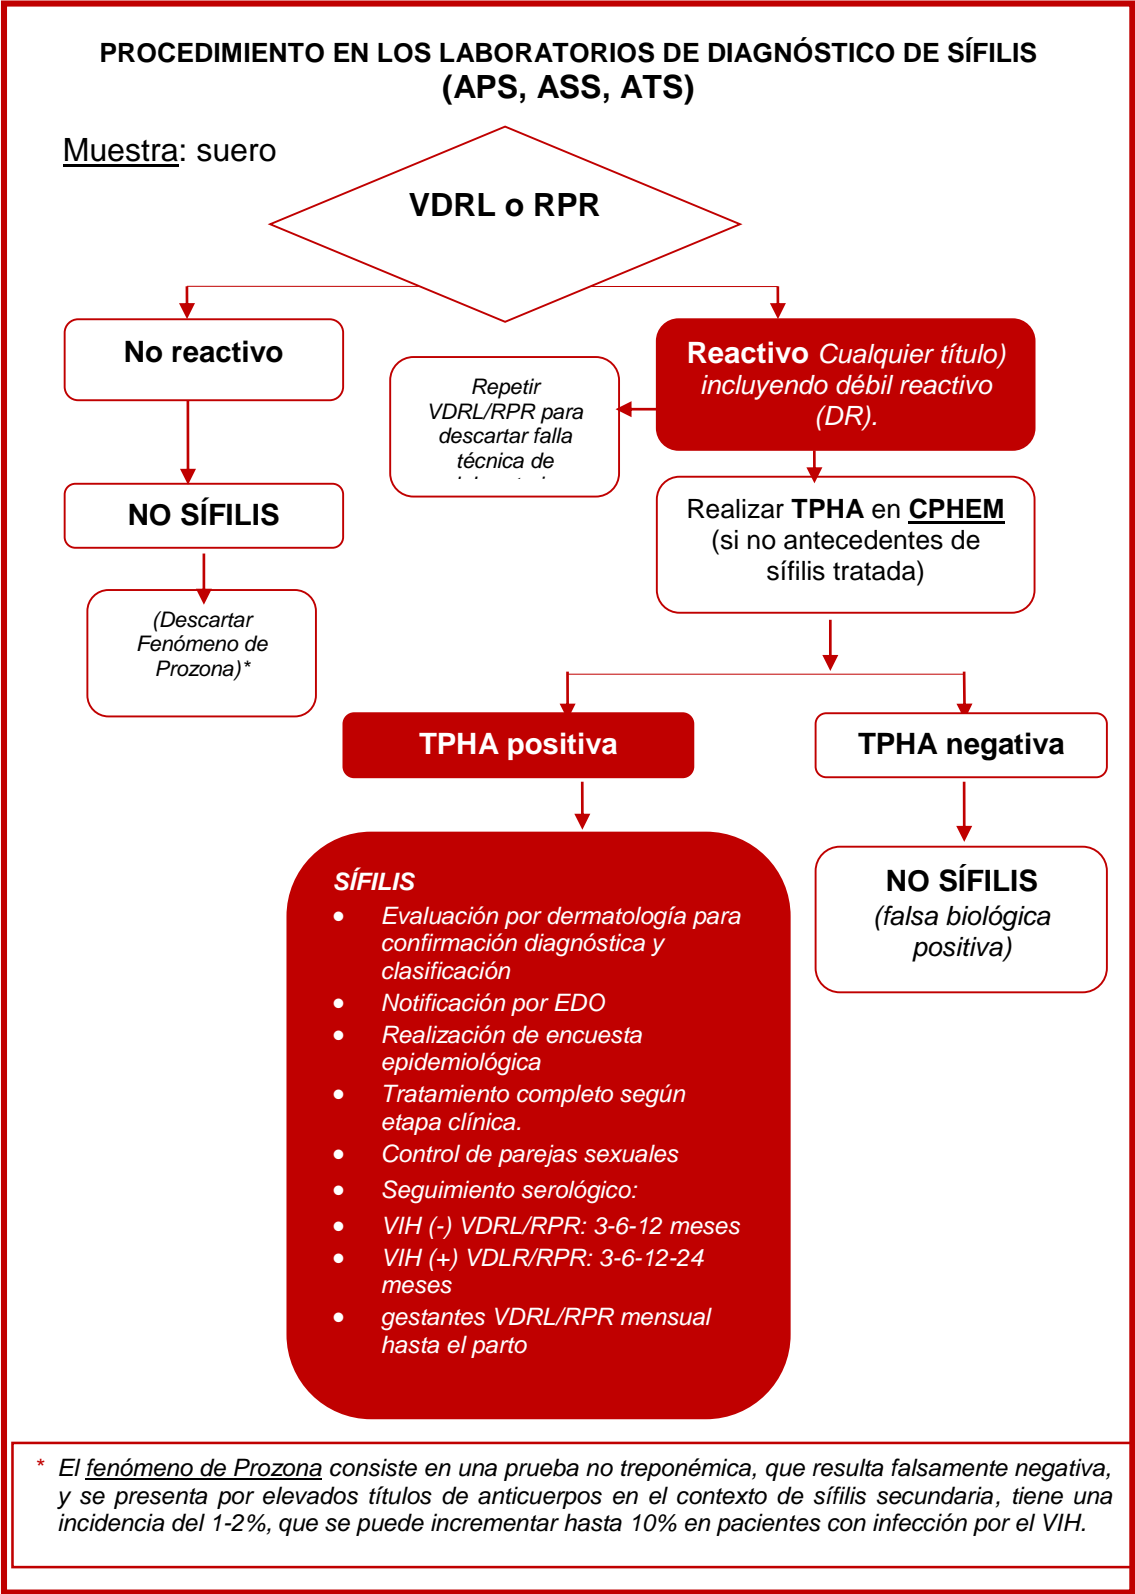 PROCEDIMIENTO EN LOS LABORATORIOS DE DIAGNÓSTICO DE SÍFILIS
(APS, ASS, ATS)
Muestra: suero
VDRL o RPR
No reactivo
Reactivo Cualquier título)
incluyendo débil reactivo
(DR).
Repetir
VDRL/RPR para
descartar falla
técnica de
NO SÍFILIS
Realizar TPHA en CPHEM
(si no antecedentes de
sífilis tratada)
(Descartar
Fenómeno de
Prozona)*
TPHA positiva
TPHA negativa
SÍFILIS
• Evaluación por dermatología para
confirmación diagnóstica y
clasificación
• Notificación por EDO
• Realización de encuesta
epidemiológica
• Tratamiento completo según
etapa clínica.
• Control de parejas sexuales
• Seguimiento serológico:
• VIH (-) VDRL/RPR: 3-6-12 meses
• VIH (+) VDLR/RPR: 3-6-12-24
meses
• gestantes VDRL/RPR mensual
hasta el parto
NO SÍFILIS
(falsa biológica
positiva)
* El fenómeno de Prozona consiste en una prueba no treponémica, que resulta falsamente negativa,
y se presenta por elevados títulos de anticuerpos en el contexto de sífilis secundaria, tiene una
incidencia del 1-2%, que se puede incrementar hasta 10% en pacientes con infección por el VIH.